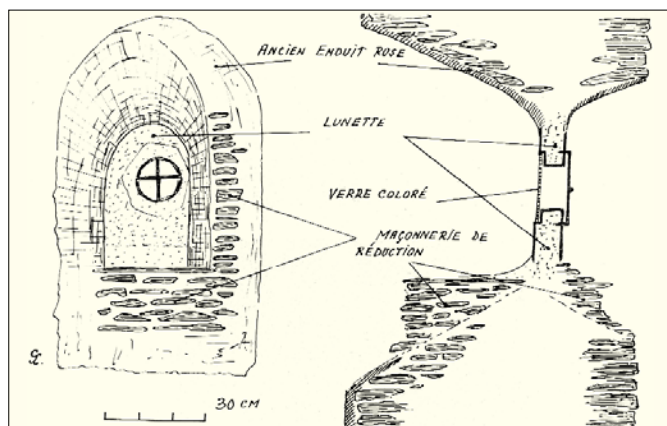 ANCIEN ENDUIT ROSE
LUNETTE
VERRE COLORÉ
MAÇONNERIE DE
RÉDUCTION
30 CM